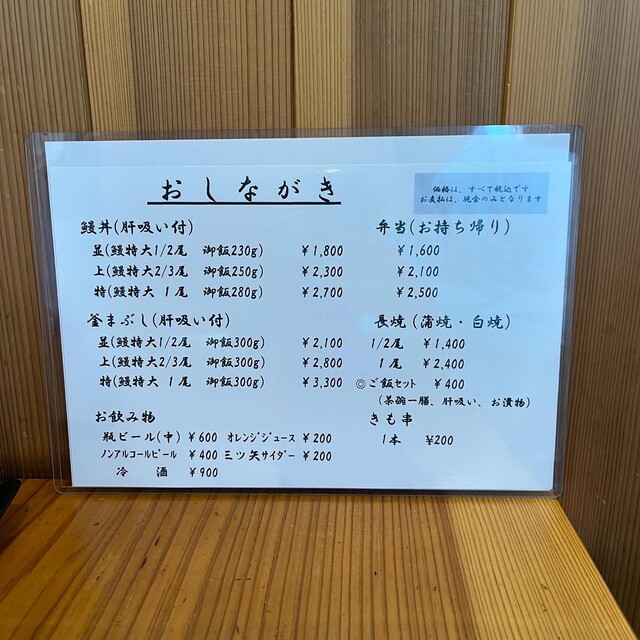 おしながき
価格は、すべて税込です
お支払は、現金のみとなります
鰻丼(肝吸い付)
並(鰻特大1/2尾 御飯230g) ￥1,800
上(鰻特大2/3尾 御飯250g) ￥2,300
特(鰻特大 1尾 御飯280g) ￥2,700
弁当(お持ち帰り)
￥1,600
￥2,100
￥2,500
釜まぶし(肝吸い付)
並(鰻特大1/2尾 御飯300g) ￥2,100
上(鰻特大2/3尾 御飯300g) ￥2,800
特(鰻特大 1尾 御飯300g) ￥3,300
長焼(蒲焼・白焼)
1/2尾 ￥1,400
1尾 ￥2,400
◎ご飯セット ￥400
(茶碗一膳、肝吸い、お漬物)
お飲み物
瓶ビール(中) ￥600 オレンジジュース ￥200
ノンアルコールビール ￥400 三ツ矢サイダー ￥200
冷酒 ￥900
きも串
1本 ¥200